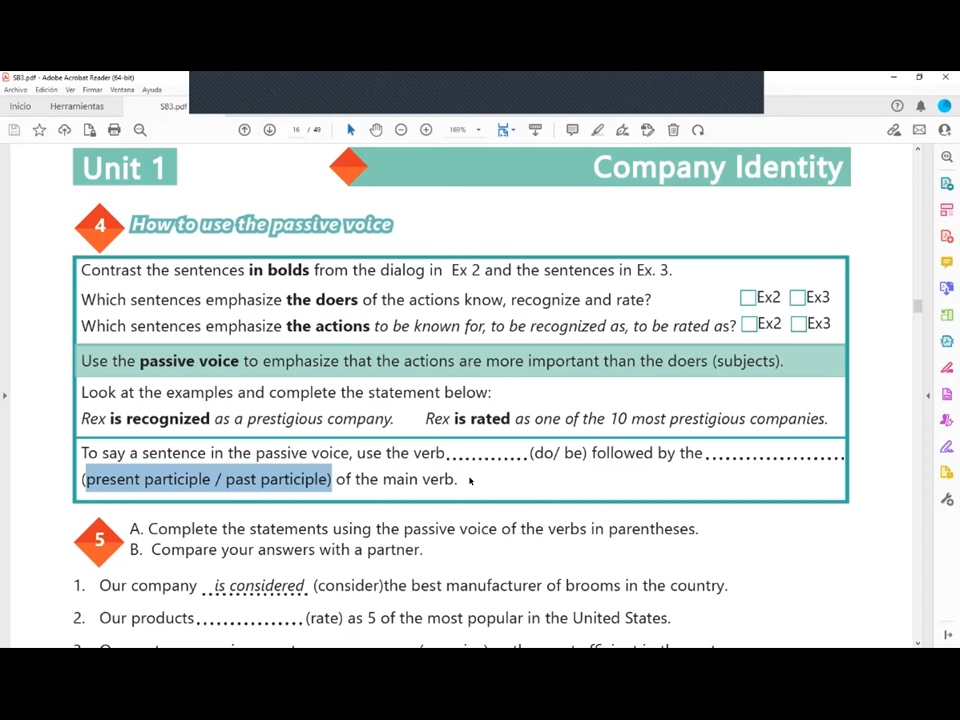 SB3.pdf - Adobe Acrobat Reader (64-bit)
Archivo Edición Ver Firmar Ventana Ayuda
Inicio Herramientas SB3.pdf
16 / 49 169%
Unit 1 Company Identity
4 How to use the passive voice
Contrast the sentences in bolds from the dialog in Ex 2 and the sentences in Ex. 3.
Which sentences emphasize the doers of the actions know, recognize and rate? Ex2 Ex3
Which sentences emphasize the actions to be known for, to be recognized as, to be rated as? Ex2 Ex3
Use the passive voice to emphasize that the actions are more important than the doers (subjects).
Look at the examples and complete the statement below:
Rex is recognized as a prestigious company. Rex is rated as one of the 10 most prestigious companies.
To say a sentence in the passive voice, use the verb.............(do/ be) followed by the ......................
(present participle / past participle) of the main verb.
5 A. Complete the statements using the passive voice of the verbs in parentheses.
B. Compare your answers with a partner.
1. Our company ..is considered.. (consider)the best manufacturer of brooms in the country.
2. Our products.................(rate) as 5 of the most popular in the United States.